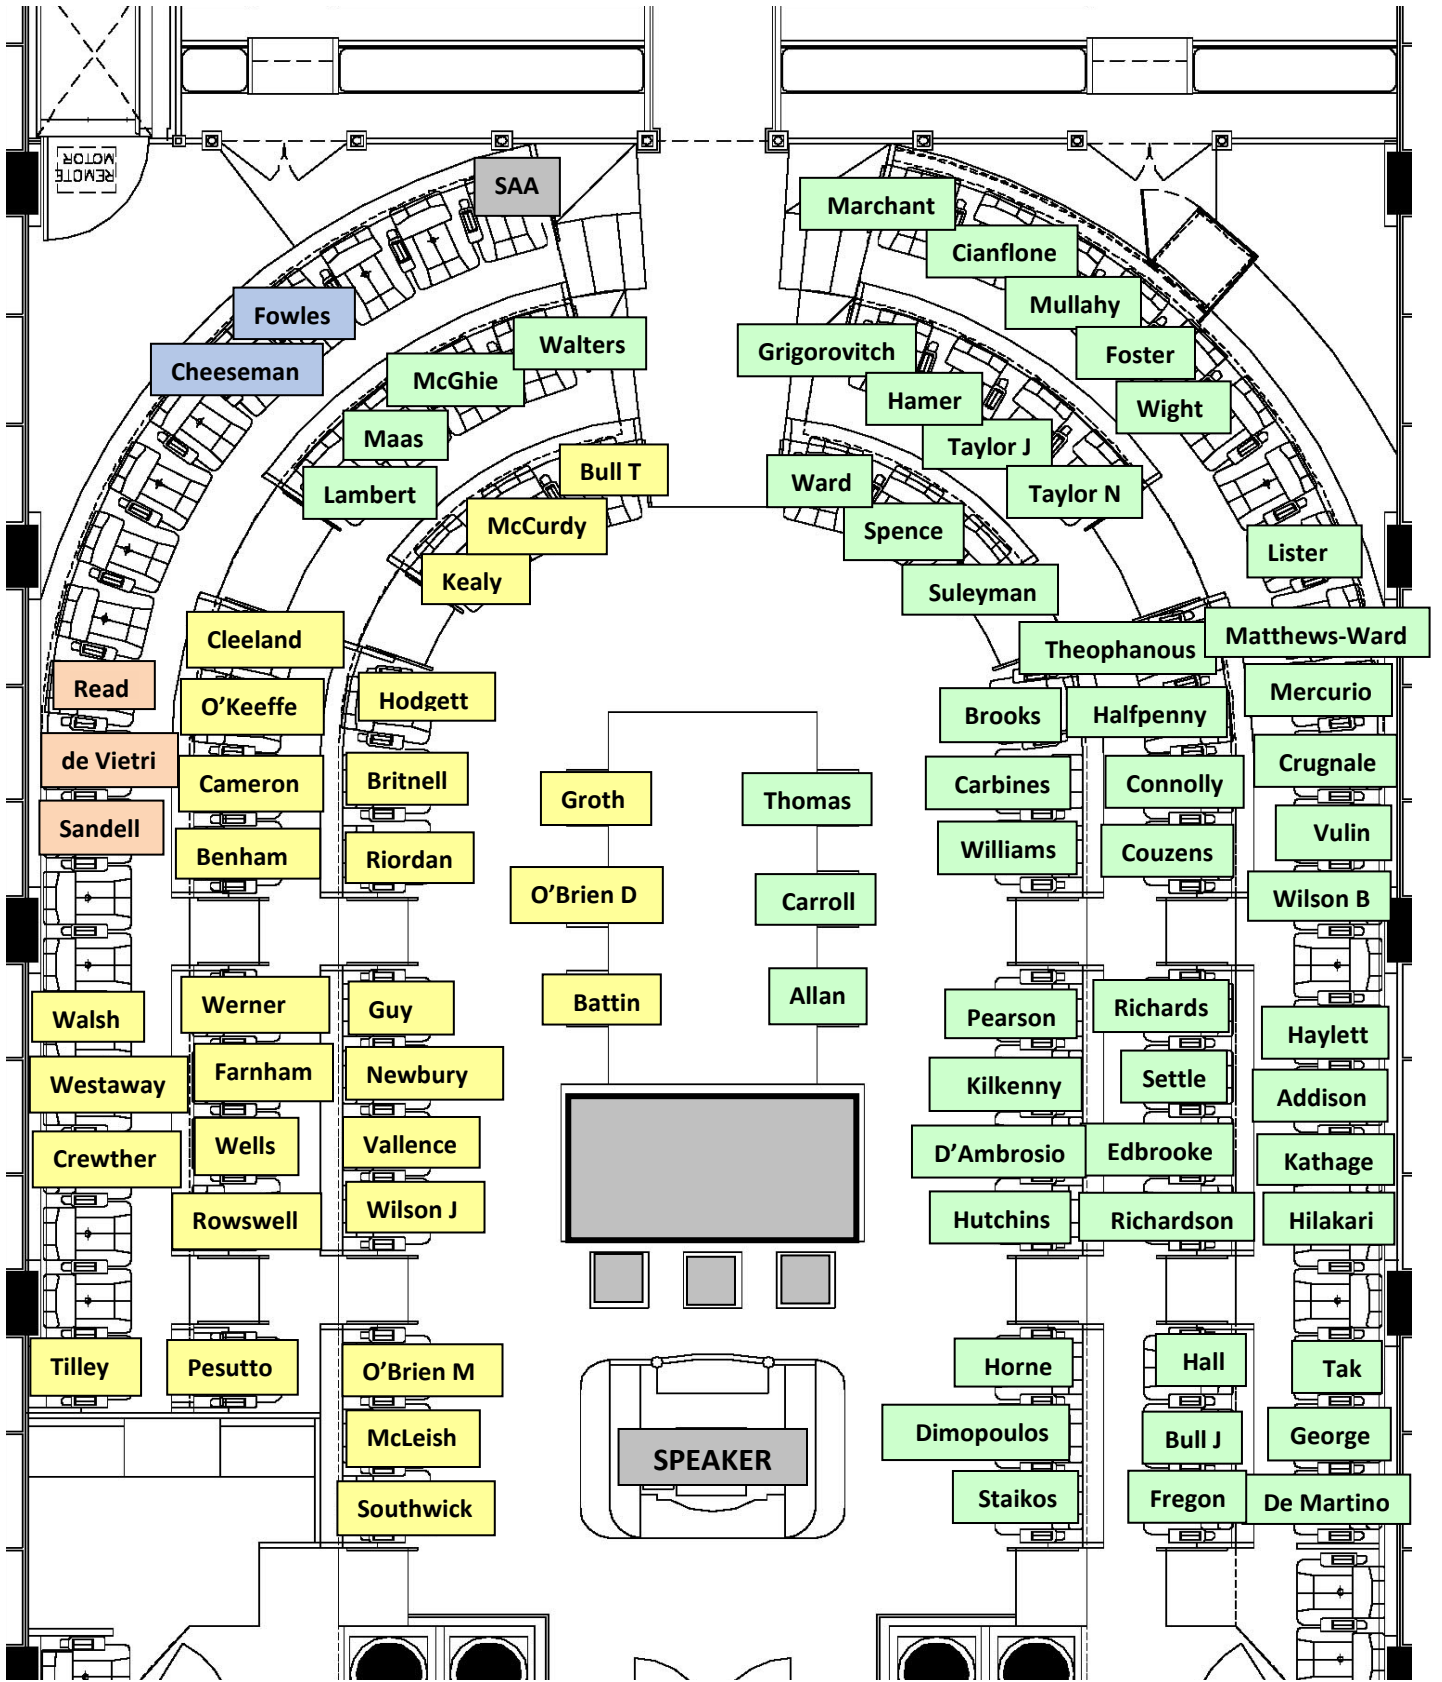 REMOTE
MOTOR
SAA
Marchant
Cianflone
Mullahy
Fowles
Walters
Grigorovitch
Foster
Cheeseman
McGhie
Hamer
Wight
Maas
Taylor J
Bull T
Ward
Lambert
Taylor N
McCurdy
Spence
Lister
Kealy
Suleyman
Cleeland
Theophanous
Matthews-Ward
Read
O'Keeffe
Hodgett
Brooks
Halfpenny
Mercurio
de Vietri
Cameron
Britnell
Groth
Thomas
Carbines
Connolly
Crugnale
Sandell
Benham
Riordan
Williams
Couzens
Vulin
O'Brien D
Carroll
Wilson B
Walsh
Werner
Guy
Battin
Allan
Pearson
Richards
Haylett
Westaway
Farnham
Newbury
Kilkenny
Settle
Addison
Crewther
Wells
Vallence
D'Ambrosio
Edbrooke
Kathage
Rowswell
Wilson J
Hutchins
Richardson
Hilakari
Tilley
Pesutto
O'Brien M
Horne
Hall
Tak
McLeish
SPEAKER
Dimopoulos
Bull J
George
Southwick
Staikos
Fregon
De Martino